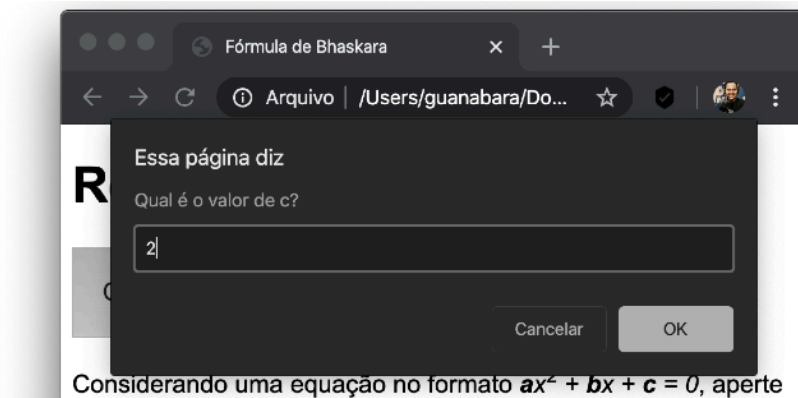 Fórmula de Bhaskara
Arquivo | /Users/guanabara/Do...
Essa página diz
R
Qual é o valor de c?
2
Cancelar OK
Considerando uma equação no formato ax² + bx + c = 0, aperte